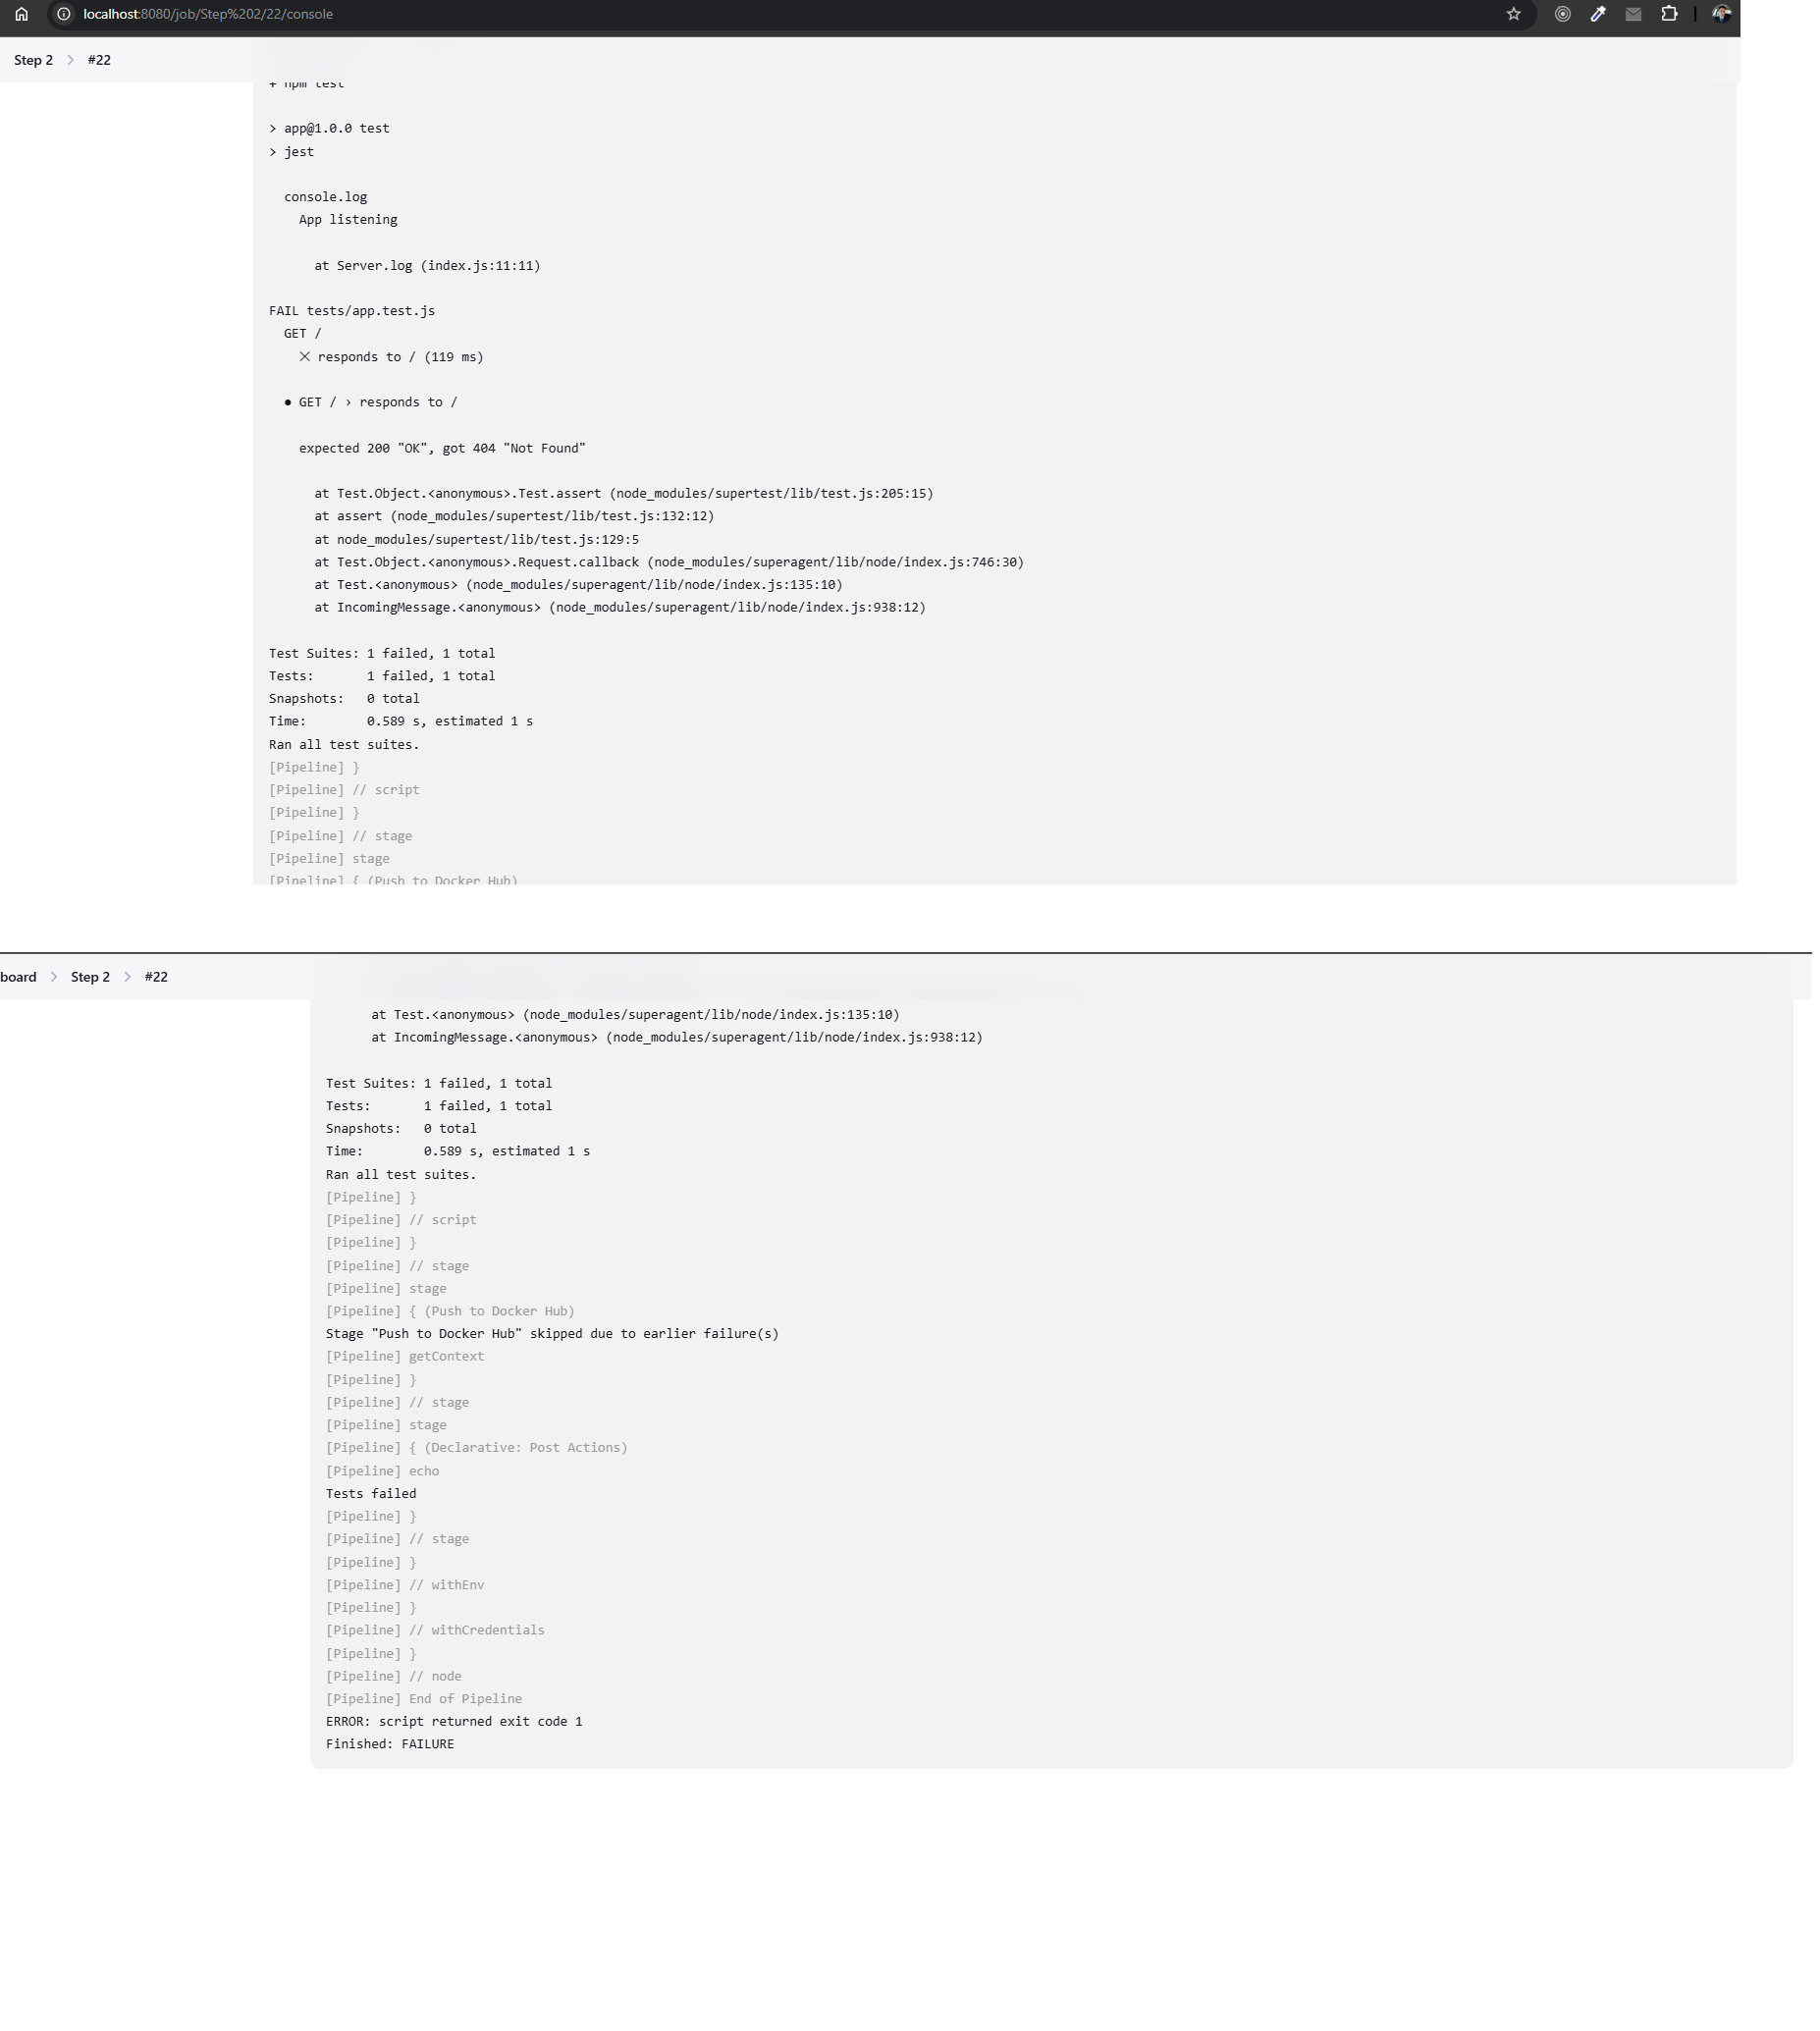 localhost:8080/job/Step%202/22/console
Step 2 > #22
+ npm test
> app@1.0.0 test
> jest
console.log
App listening
at Server.log (index.js:11:11)
FAIL tests/app.test.js
GET /
✕ responds to / (119 ms)
● GET / › responds to /
expected 200 "OK", got 404 "Not Found"
at Test.Object.<anonymous>.Test.assert (node_modules/supertest/lib/test.js:205:15)
at assert (node_modules/supertest/lib/test.js:132:12)
at node_modules/supertest/lib/test.js:129:5
at Test.Object.<anonymous>.Request.callback (node_modules/superagent/lib/node/index.js:746:30)
at Test.<anonymous> (node_modules/superagent/lib/node/index.js:135:10)
at IncomingMessage.<anonymous> (node_modules/superagent/lib/node/index.js:938:12)
Test Suites: 1 failed, 1 total
Tests:       1 failed, 1 total
Snapshots:   0 total
Time:        0.589 s, estimated 1 s
Ran all test suites.
[Pipeline] }
[Pipeline] // script
[Pipeline] }
[Pipeline] // stage
[Pipeline] stage
[Pipeline] { (Push to Docker Hub)
board > Step 2 > #22
at Test.<anonymous> (node_modules/superagent/lib/node/index.js:135:10)
at IncomingMessage.<anonymous> (node_modules/superagent/lib/node/index.js:938:12)
Test Suites: 1 failed, 1 total
Tests:       1 failed, 1 total
Snapshots:   0 total
Time:        0.589 s, estimated 1 s
Ran all test suites.
[Pipeline] }
[Pipeline] // script
[Pipeline] }
[Pipeline] // stage
[Pipeline] stage
[Pipeline] { (Push to Docker Hub)
Stage "Push to Docker Hub" skipped due to earlier failure(s)
[Pipeline] getContext
[Pipeline] }
[Pipeline] // stage
[Pipeline] stage
[Pipeline] { (Declarative: Post Actions)
[Pipeline] echo
Tests failed
[Pipeline] }
[Pipeline] // stage
[Pipeline] }
[Pipeline] // withEnv
[Pipeline] }
[Pipeline] // withCredentials
[Pipeline] }
[Pipeline] // node
[Pipeline] End of Pipeline
ERROR: script returned exit code 1
Finished: FAILURE